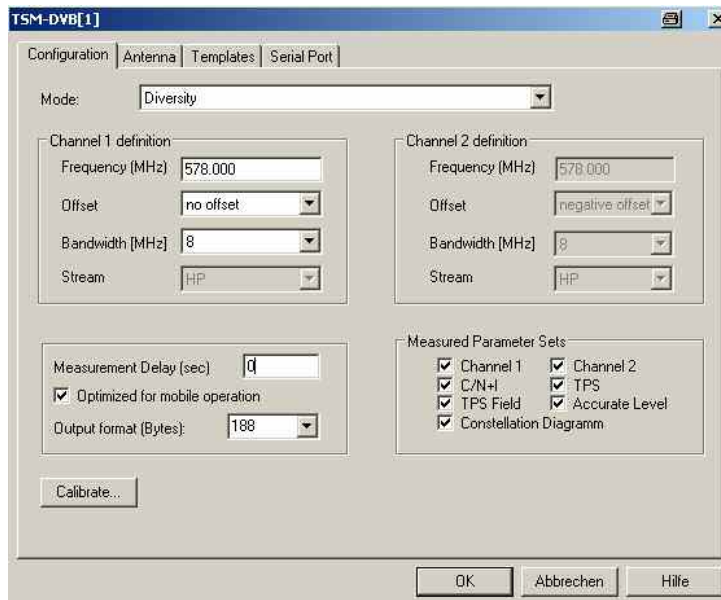 TSM-DVB[1]
Configuration Antenna Templates Serial Port
Mode: Diversity
Channel 1 definition
Frequency (MHz) 578.000
Offset no offset
Bandwidth [MHz] 8
Stream HP
Channel 2 definition
Frequency (MHz) 578.000
Offset negative offset
Bandwidth [MHz] 8
Stream HP
Measurement Delay (sec) 0
Optimized for mobile operation
Output format (Bytes): 188
Measured Parameter Sets
Channel 1 Channel 2
C/N+I TPS
TPS Field Accurate Level
Constellation Diagramm
Calibrate...
OK Abbrechen Hilfe